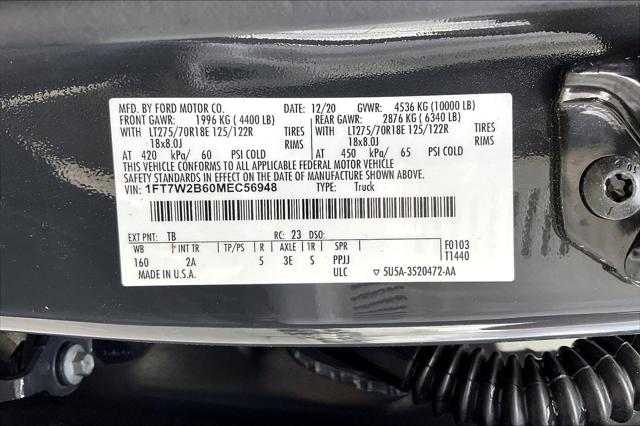 MFD. BY FORD MOTOR CO. DATE: 12/20 GVWR: 4536 KG (10000 LB)
FRONT GAWR: 1996 KG (4400 LB) REAR GAWR: 2876 KG (6340 LB)
WITH LT275/70R18E 125/122R TIRES WITH LT275/70R18E 125/122R TIRES
18x8.0J RIMS 18x8.0J RIMS
AT 420 kPa/ 60 PSI COLD AT 450 kPa/ 65 PSI COLD
THIS VEHICLE CONFORMS TO ALL APPLICABLE FEDERAL MOTOR VEHICLE
SAFETY STANDARDS IN EFFECT ON THE DATE OF MANUFACTURE SHOWN ABOVE.
VIN: 1FT7W2B60MEC56948 TYPE: Truck
EXT PNT: TB RC: 23 DSO:
WB INT TR TP/PS R AXLE TR SPR F0103
160 2A 5 3E S PPJJ T1440
MADE IN U.S.A. ULC ▽ 5U5A-3520472-AA